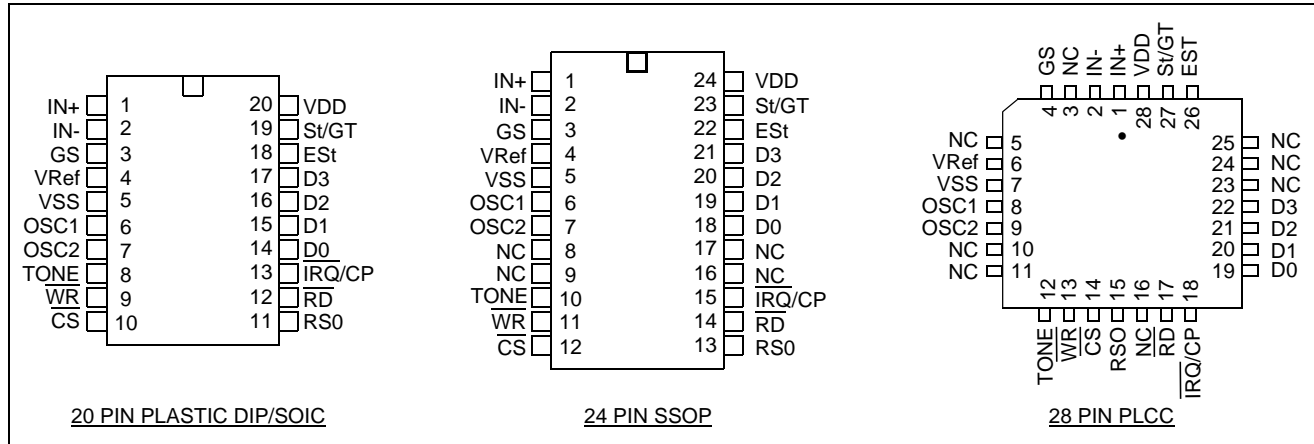 IN+ 1 20 VDD
IN- 2 19 St/GT
GS 3 18 ESt
VRef 4 17 D3
VSS 5 16 D2
OSC1 6 15 D1
OSC2 7 14 D0
TONE 8 13 IRQ/CP
WR 9 12 RD
CS 10 11 RS0
20 PIN PLASTIC DIP/SOIC
IN+ 1 24 VDD
IN- 2 23 St/GT
GS 3 22 ESt
VRef 4 21 D3
VSS 5 20 D2
OSC1 6 19 D1
OSC2 7 18 D0
NC 8 17 NC
NC 9 16 NC
TONE 10 15 IRQ/CP
WR 11 14 RD
CS 12 13 RS0
24 PIN SSOP
GS NC IN- IN+ VDD St/GT EST
4 3 2 1 28 27 26
NC 5 25 NC
VRef 6 24 NC
VSS 7 23 NC
OSC1 8 22 D3
OSC2 9 21 D2
NC 10 20 D1
NC 11 19 D0
12 13 14 15 16 17 18
TONE WR CS RSO NC RD IRQ/CP
28 PIN PLCC